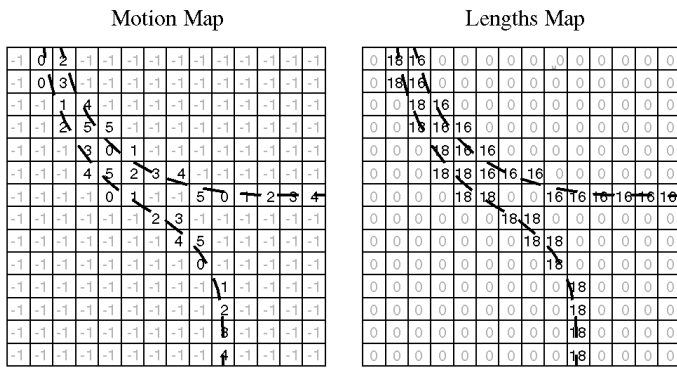 Motion Map Lengths Map
-1 0 2 -1 -1 -1 -1 -1 -1 -1 -1 -1 -1 -1 0 18 16 0 0 0 0 0 0 0 0 0 0 0
-1 0 3 -1 -1 -1 -1 -1 -1 -1 -1 -1 -1 -1 0 18 16 0 0 0 0 0 0 0 0 0 0 0
-1 -1 1 4 -1 -1 -1 -1 -1 -1 -1 -1 -1 -1 0 0 18 16 0 0 0 0 0 0 0 0 0 0
-1 -1 2 5 5 -1 -1 -1 -1 -1 -1 -1 -1 -1 0 0 18 16 16 0 0 0 0 0 0 0 0 0
-1 -1 -1 3 0 1 -1 -1 -1 -1 -1 -1 -1 -1 0 0 0 18 16 16 0 0 0 0 0 0 0 0
-1 -1 -1 4 5 2 3 4 -1 -1 -1 -1 -1 -1 0 0 0 18 18 16 16 16 0 0 0 0 0 0
-1 -1 -1 -1 0 1 -1 -1 5 0 1 2 3 4 0 0 0 0 18 18 0 0 16 16 16 16 16 16
-1 -1 -1 -1 -1 -1 2 3 -1 -1 -1 -1 -1 -1 0 0 0 0 0 0 18 18 0 0 0 0 0 0
-1 -1 -1 -1 -1 -1 -1 4 5 -1 -1 -1 -1 -1 0 0 0 0 0 0 0 18 18 0 0 0 0 0
-1 -1 -1 -1 -1 -1 -1 -1 0 -1 -1 -1 -1 -1 0 0 0 0 0 0 0 0 18 0 0 0 0 0
-1 -1 -1 -1 -1 -1 -1 -1 -1 1 -1 -1 -1 -1 0 0 0 0 0 0 0 0 0 18 0 0 0 0
-1 -1 -1 -1 -1 -1 -1 -1 -1 2 -1 -1 -1 -1 0 0 0 0 0 0 0 0 0 18 0 0 0 0
-1 -1 -1 -1 -1 -1 -1 -1 -1 3 -1 -1 -1 -1 0 0 0 0 0 0 0 0 0 18 0 0 0 0
-1 -1 -1 -1 -1 -1 -1 -1 -1 4 -1 -1 -1 -1 0 0 0 0 0 0 0 0 0 18 0 0 0 0